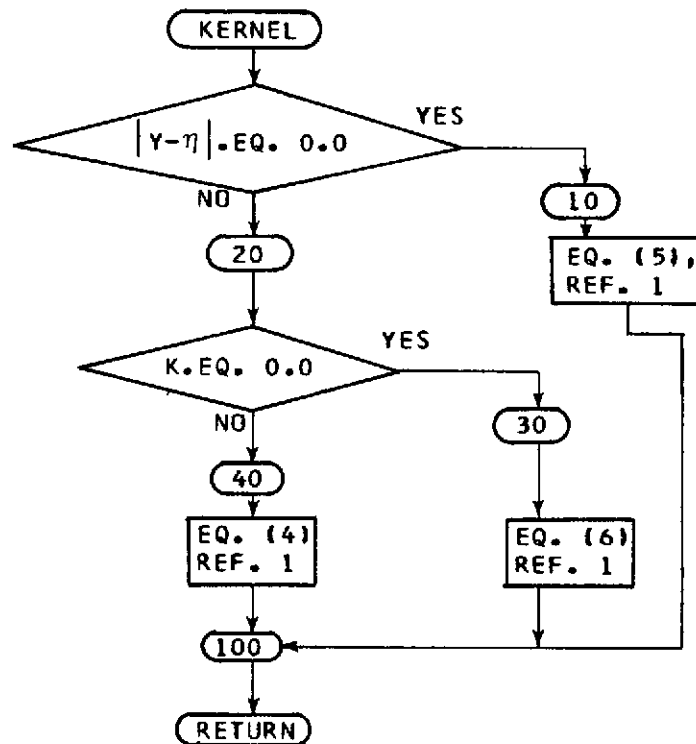 KERNEL
|Y-η|.EQ. 0.0
YES
NO
10
20
EQ. (5),
REF. 1
K.EQ. 0.0
YES
NO
30
40
EQ. (4)
REF. 1
EQ. (6)
REF. 1
100
RETURN